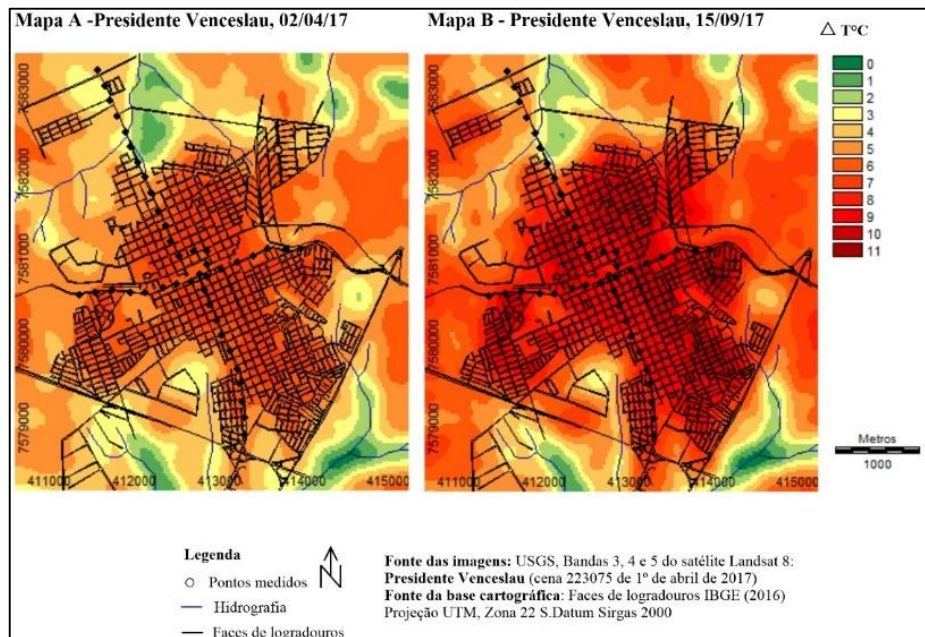 Mapa A -Presidente Venceslau, 02/04/17
Mapa B - Presidente Venceslau, 15/09/17
△ T°C
0
1
2
3
4
5
6
7
8
9
10
11
7583000
7582000
7581000
7580000
7579000
411000 412000 413000 414000 415000
7583000
7582000
7581000
7580000
7579000
411000 412000 413000 414000 415000
Metros
1000
Legenda
N
Pontos medidos
Hidrografia
Faces de logradouros
Fonte das imagens: USGS, Bandas 3, 4 e 5 do satélite Landsat 8:
Presidente Venceslau (cena 223075 de 1º de abril de 2017)
Fonte da base cartográfica: Faces de logradouros IBGE (2016)
Projeção UTM, Zona 22 S.Datum Sirgas 2000